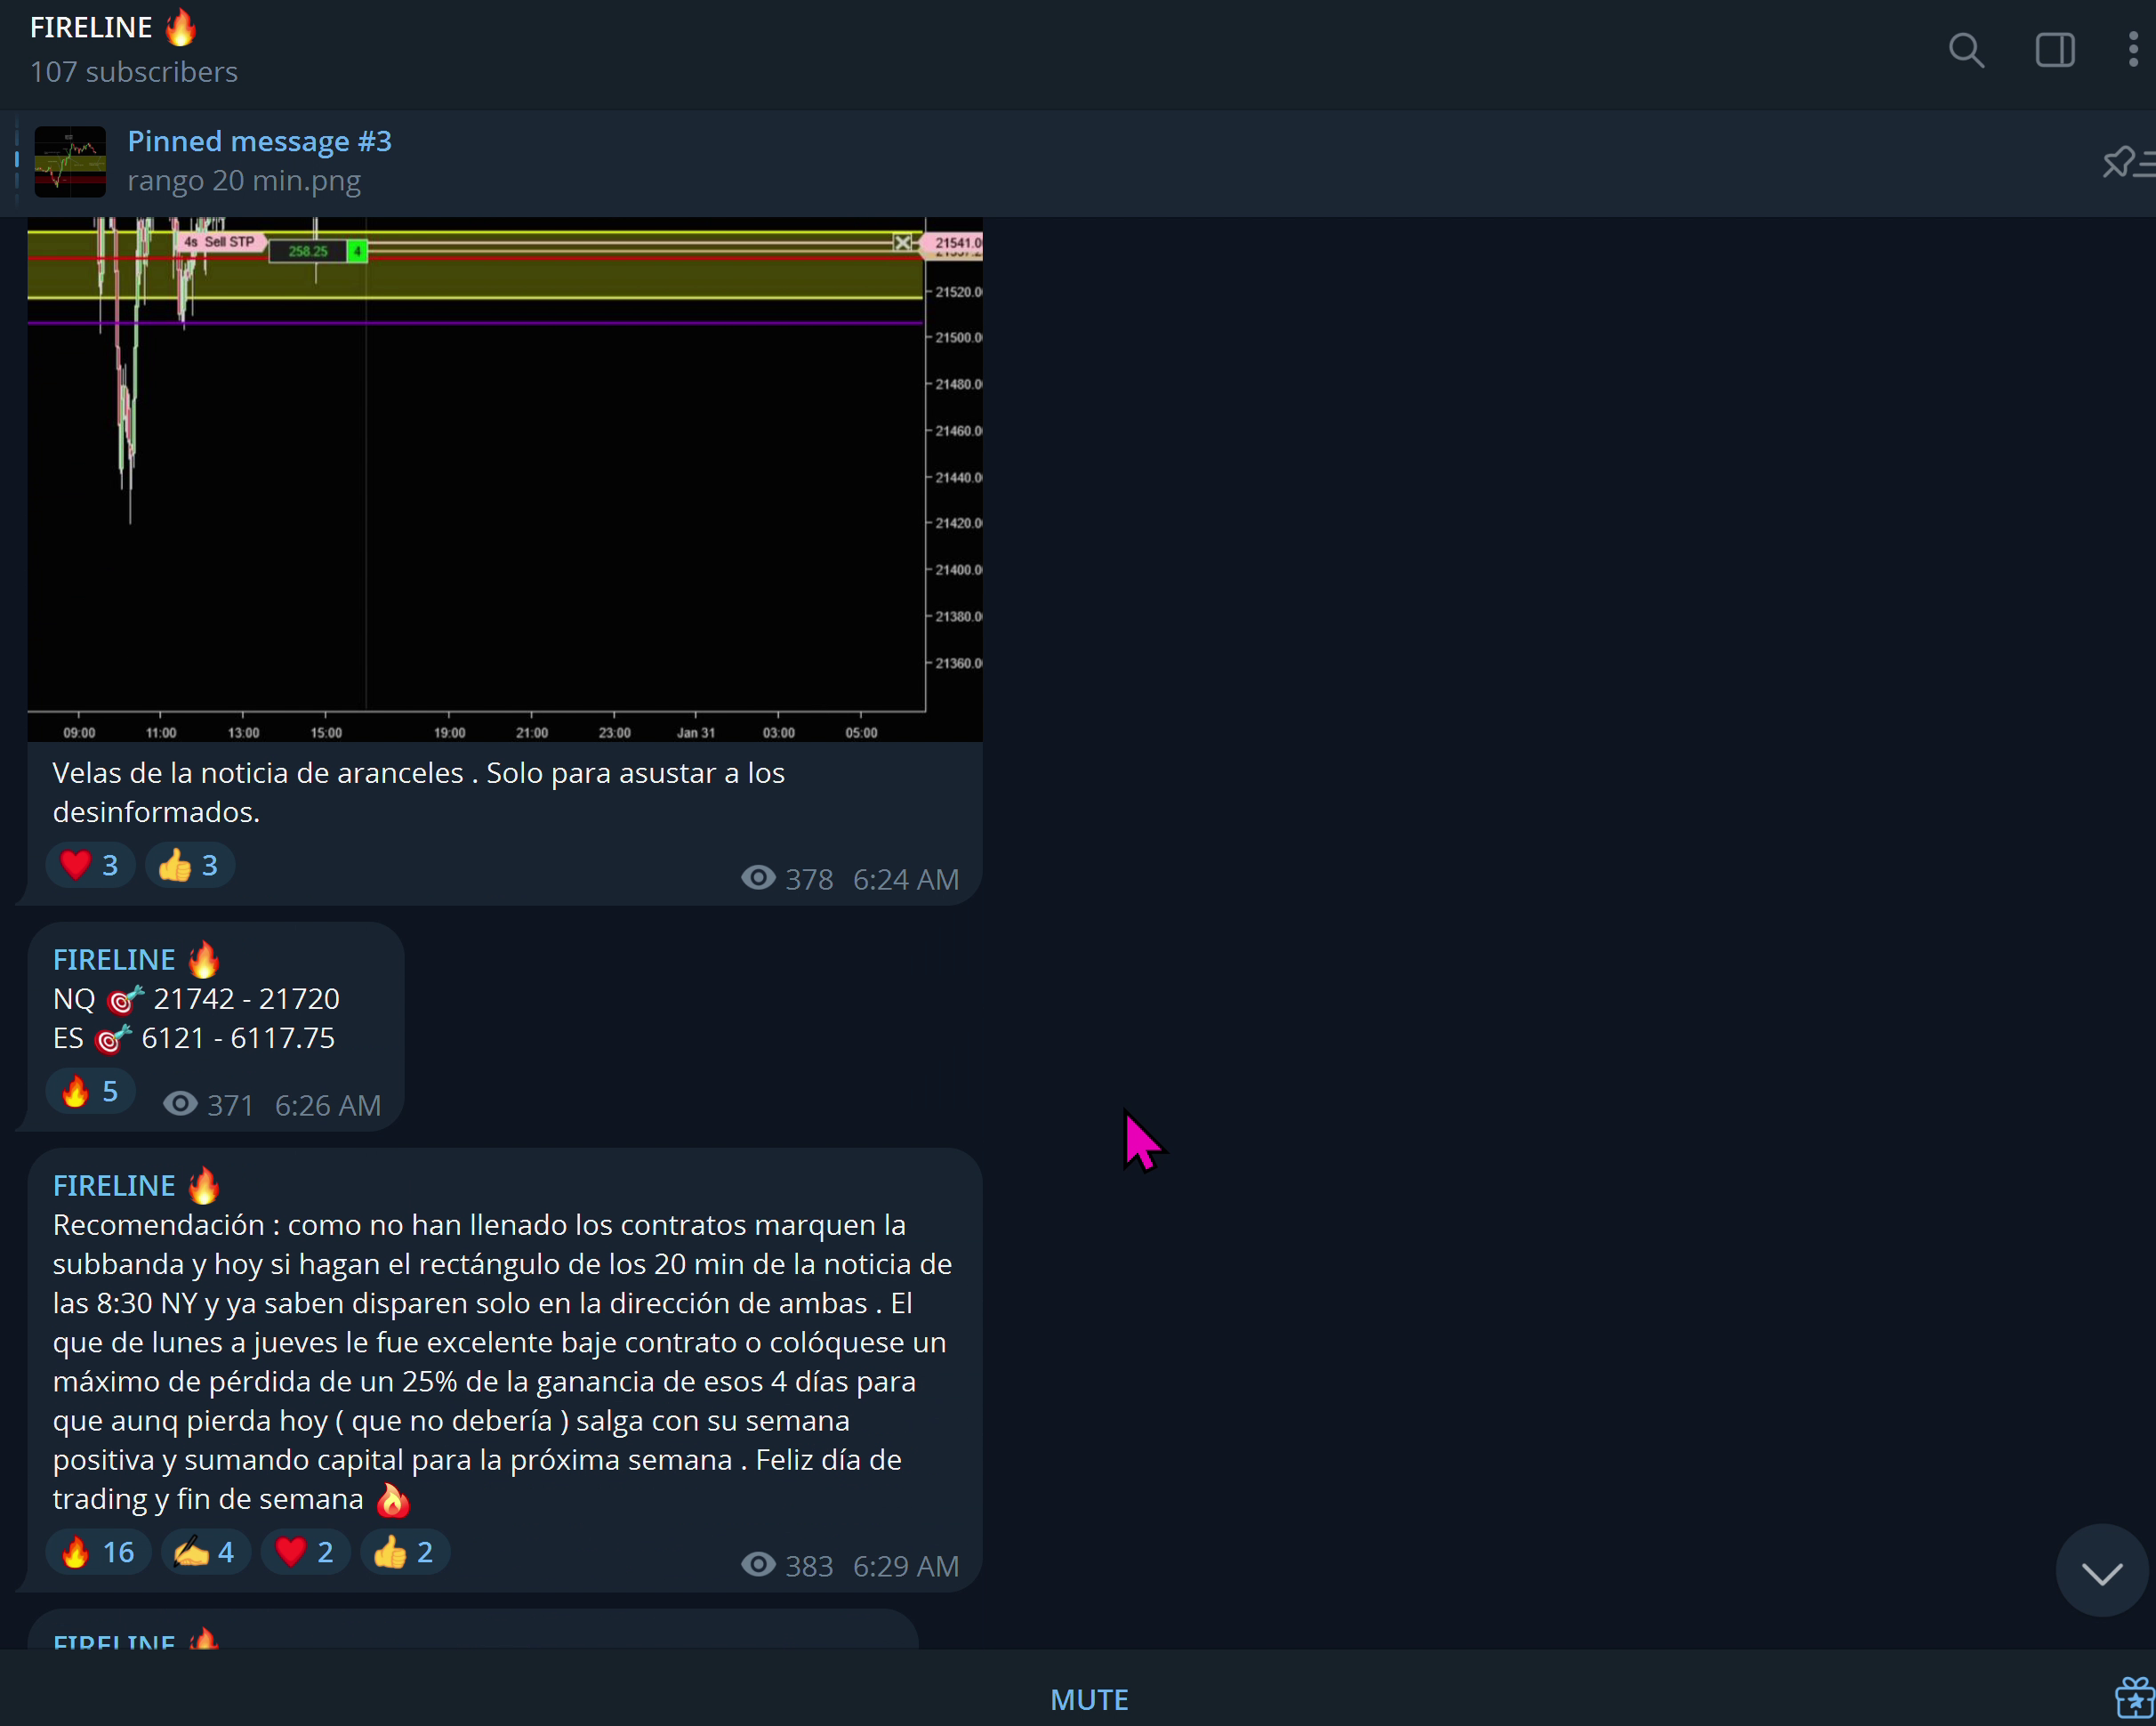 FIRELINE 🔥
107 subscribers
Pinned message #3
rango 20 min.png
4s Sell STP
258.25 4
21541.0
21520.0
21500.0
21480.0
21460.0
21440.0
21420.0
21400.0
21380.0
21360.0
09:00 11:00 13:00 15:00 19:00 21:00 23:00 Jan 31 03:00 05:00
Velas de la noticia de aranceles . Solo para asustar a los
desinformados.
❤️ 3 👍 3 378 6:24 AM
FIRELINE 🔥
NQ 🎯 21742 - 21720
ES 🎯 6121 - 6117.75
🔥 5 371 6:26 AM
FIRELINE 🔥
Recomendación : como no han llenado los contratos marquen la
subbanda y hoy si hagan el rectángulo de los 20 min de la noticia de
las 8:30 NY y ya saben disparen solo en la dirección de ambas . El
que de lunes a jueves le fue excelente baje contrato o colóquese un
máximo de pérdida de un 25% de la ganancia de esos 4 días para
que aunq pierda hoy ( que no debería ) salga con su semana
positiva y sumando capital para la próxima semana . Feliz día de
trading y fin de semana 🔥
🔥 16 ✍️ 4 ❤️ 2 👍 2 383 6:29 AM
FIRELINE 🔥
MUTE